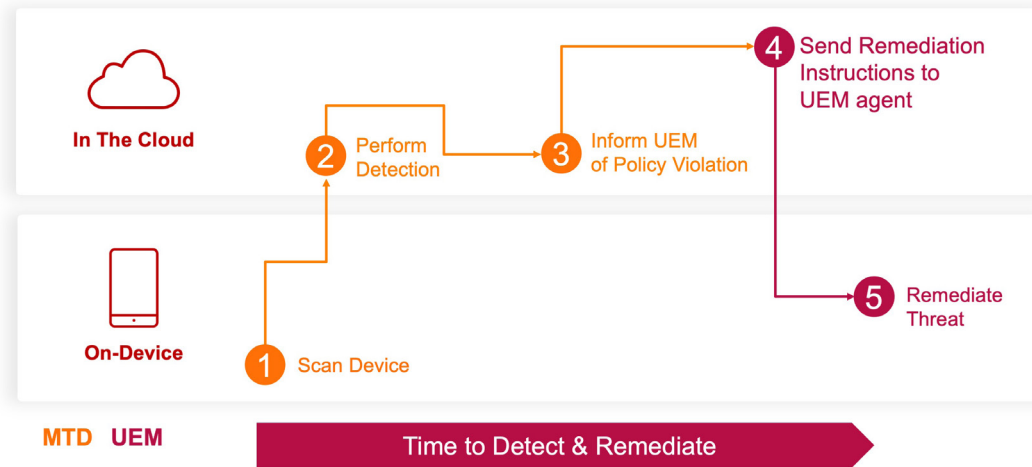 4 Send Remediation
Instructions to
UEM agent
In The Cloud
2 Perform
Detection
3 Inform UEM
of Policy Violation
5 Remediate
Threat
On-Device
1 Scan Device
MTD UEM
Time to Detect & Remediate